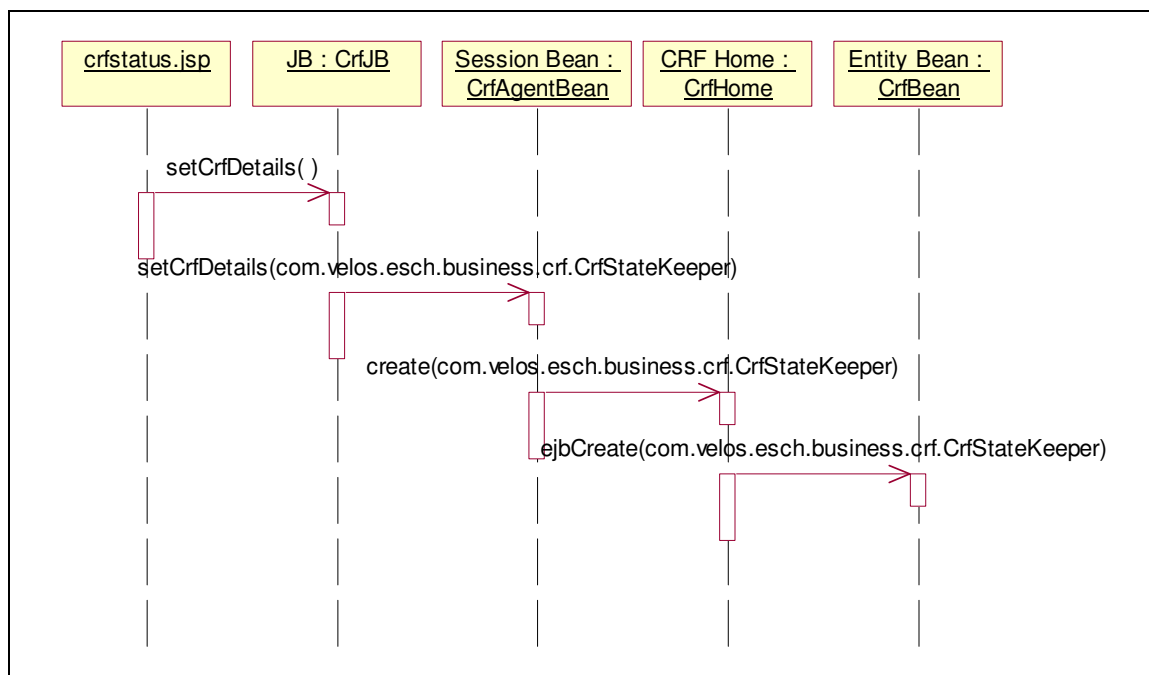 crfstatus.jsp
JB : CrfJB
Session Bean :
CrfAgentBean
CRF Home :
CrfHome
Entity Bean :
CrfBean
setCrfDetails( )
setCrfDetails(com.velos.esch.business.crf.CrfStateKeeper)
create(com.velos.esch.business.crf.CrfStateKeeper)
ejbCreate(com.velos.esch.business.crf.CrfStateKeeper)